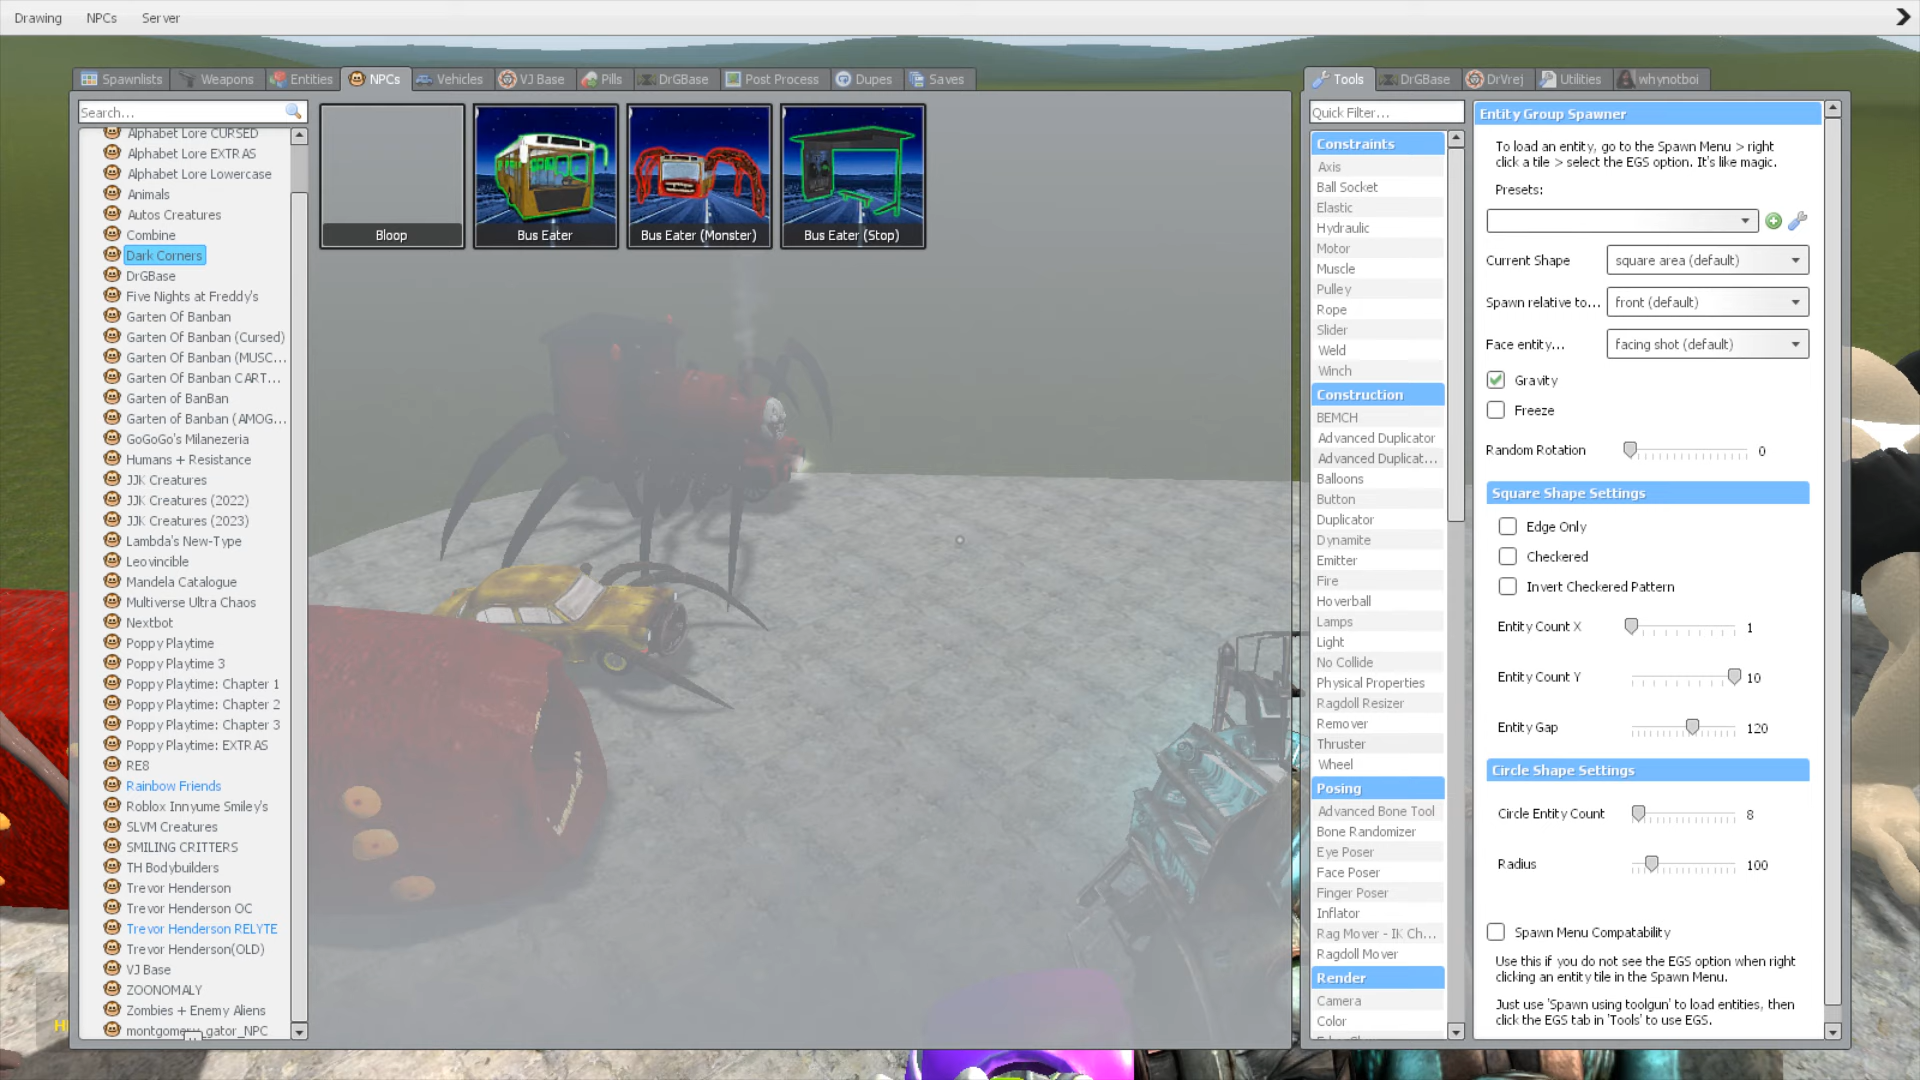 Drawing NPCs Server
Spawnlists Weapons Entities NPCs Vehicles VJ Base Pills DrGBase Post Process Dupes Saves
Search...
Alphabet Lore CURSED
Alphabet Lore EXTRAS
Alphabet Lore Lowercase
Animals
Autos Creatures
Combine
Dark Corners
DrGBase
Five Nights at Freddy's
Garten Of Banban
Garten Of Banban (Cursed)
Garten Of Banban (MUSC...
Garten Of Banban CART...
Garten of BanBan
Garten of Banban (AMOG...
GoGoGo's Milanezeria
Humans + Resistance
JJK Creatures
JJK Creatures (2022)
JJK Creatures (2023)
Lambda's New-Type
Leovincible
Mandela Catalogue
Multiverse Ultra Chaos
Nextbot
Poppy Playtime
Poppy Playtime 3
Poppy Playtime: Chapter 1
Poppy Playtime: Chapter 2
Poppy Playtime: Chapter 3
Poppy Playtime: EXTRAS
RE8
Rainbow Friends
Roblox Innyume Smiley's
SLVM Creatures
SMILING CRITTERS
TH Bodybuilders
Trevor Henderson
Trevor Henderson OC
Trevor Henderson RELYTE
Trevor Henderson(OLD)
VJ Base
ZOONOMALY
Zombies + Enemy Aliens
Bloop
Bus Eater
Bus Eater (Monster)
Bus Eater (Stop)
Tools DrGBase DrVrej Utilities whynotboi
Quick Filter...
Constraints
Axis
Ball Socket
Elastic
Hydraulic
Motor
Muscle
Pulley
Rope
Slider
Weld
Winch
Construction
BEMCH
Advanced Duplicator
Advanced Duplicat...
Balloons
Button
Duplicator
Dynamite
Emitter
Fire
Hoverball
Lamps
Light
No Collide
Physical Properties
Ragdoll Resizer
Remover
Thruster
Wheel
Posing
Advanced Bone Tool
Bone Randomizer
Eye Poser
Face Poser
Finger Poser
Inflator
Rag Mover - IK Ch...
Ragdoll Mover
Render
Camera
Color
Entity Group Spawner
To load an entity, go to the Spawn Menu > right
click a tile > select the EGS option. It's like magic.
Presets:
Current Shape square area (default)
Spawn relative to... front (default)
Face entity... facing shot (default)
Gravity
Freeze
Random Rotation 0
Square Shape Settings
Edge Only
Checkered
Invert Checkered Pattern
Entity Count X 1
Entity Count Y 10
Entity Gap 120
Circle Shape Settings
Circle Entity Count 8
Radius 100
Spawn Menu Compatability
Use this if you do not see the EGS option when right
clicking an entity tile in the Spawn Menu.
Just use 'Spawn using toolgun' to load entities, then
click the EGS tab in 'Tools' to use EGS.